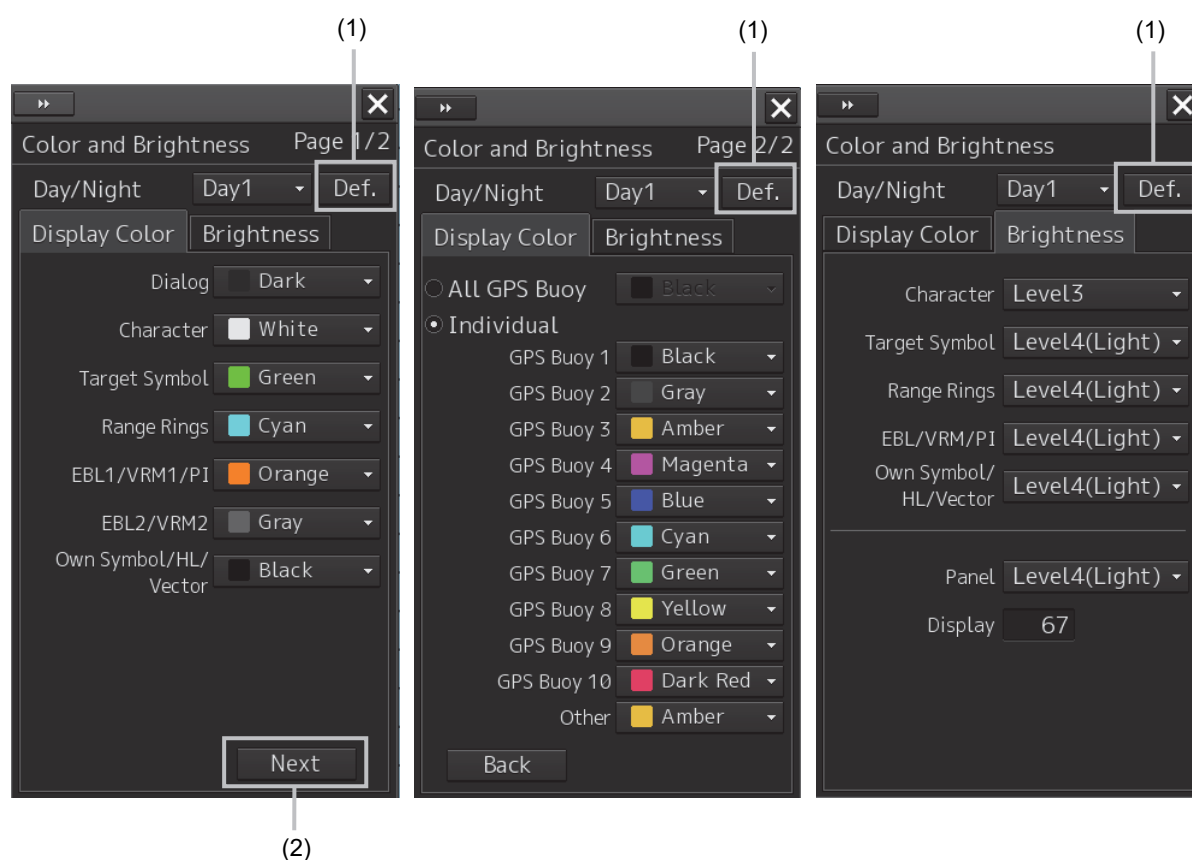 (1)
Color and Brightness Page 1/2
Day/Night Day1 Def.
Display Color Brightness
Dialog Dark
Character White
Target Symbol Green
Range Rings Cyan
EBL1/VRM1/PI Orange
EBL2/VRM2 Gray
Own Symbol/HL/
Vector Black
Next
(2)
(1)
Color and Brightness Page 2/2
Day/Night Day1 Def.
Display Color Brightness
All GPS Buoy Black
Individual
GPS Buoy 1 Black
GPS Buoy 2 Gray
GPS Buoy 3 Amber
GPS Buoy 4 Magenta
GPS Buoy 5 Blue
GPS Buoy 6 Cyan
GPS Buoy 7 Green
GPS Buoy 8 Yellow
GPS Buoy 9 Orange
GPS Buoy 10 Dark Red
Other Amber
Back
(1)
Color and Brightness
Day/Night Day1 Def.
Display Color Brightness
Character Level3
Target Symbol Level4(Light)
Range Rings Level4(Light)
EBL/VRM/PI Level4(Light)
Own Symbol/
HL/Vector Level4(Light)
Panel Level4(Light)
Display 67